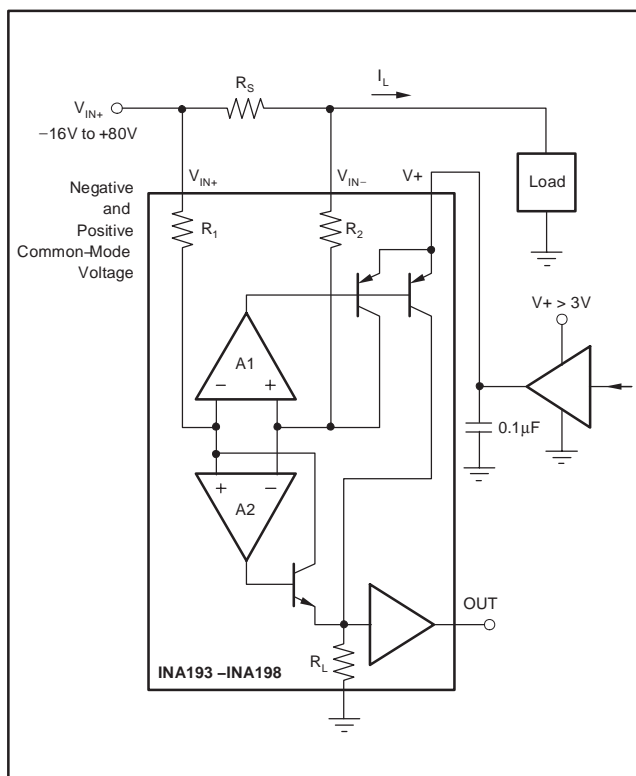 R_S
I_L
V_IN+
−16V to +80V
V_IN+
V_IN−
V+
Load
Negative
and
Positive
Common−Mode
Voltage
R_1
R_2
V+ > 3V
A1
− +
0.1μF
+ −
A2
OUT
R_L
INA193 −INA198